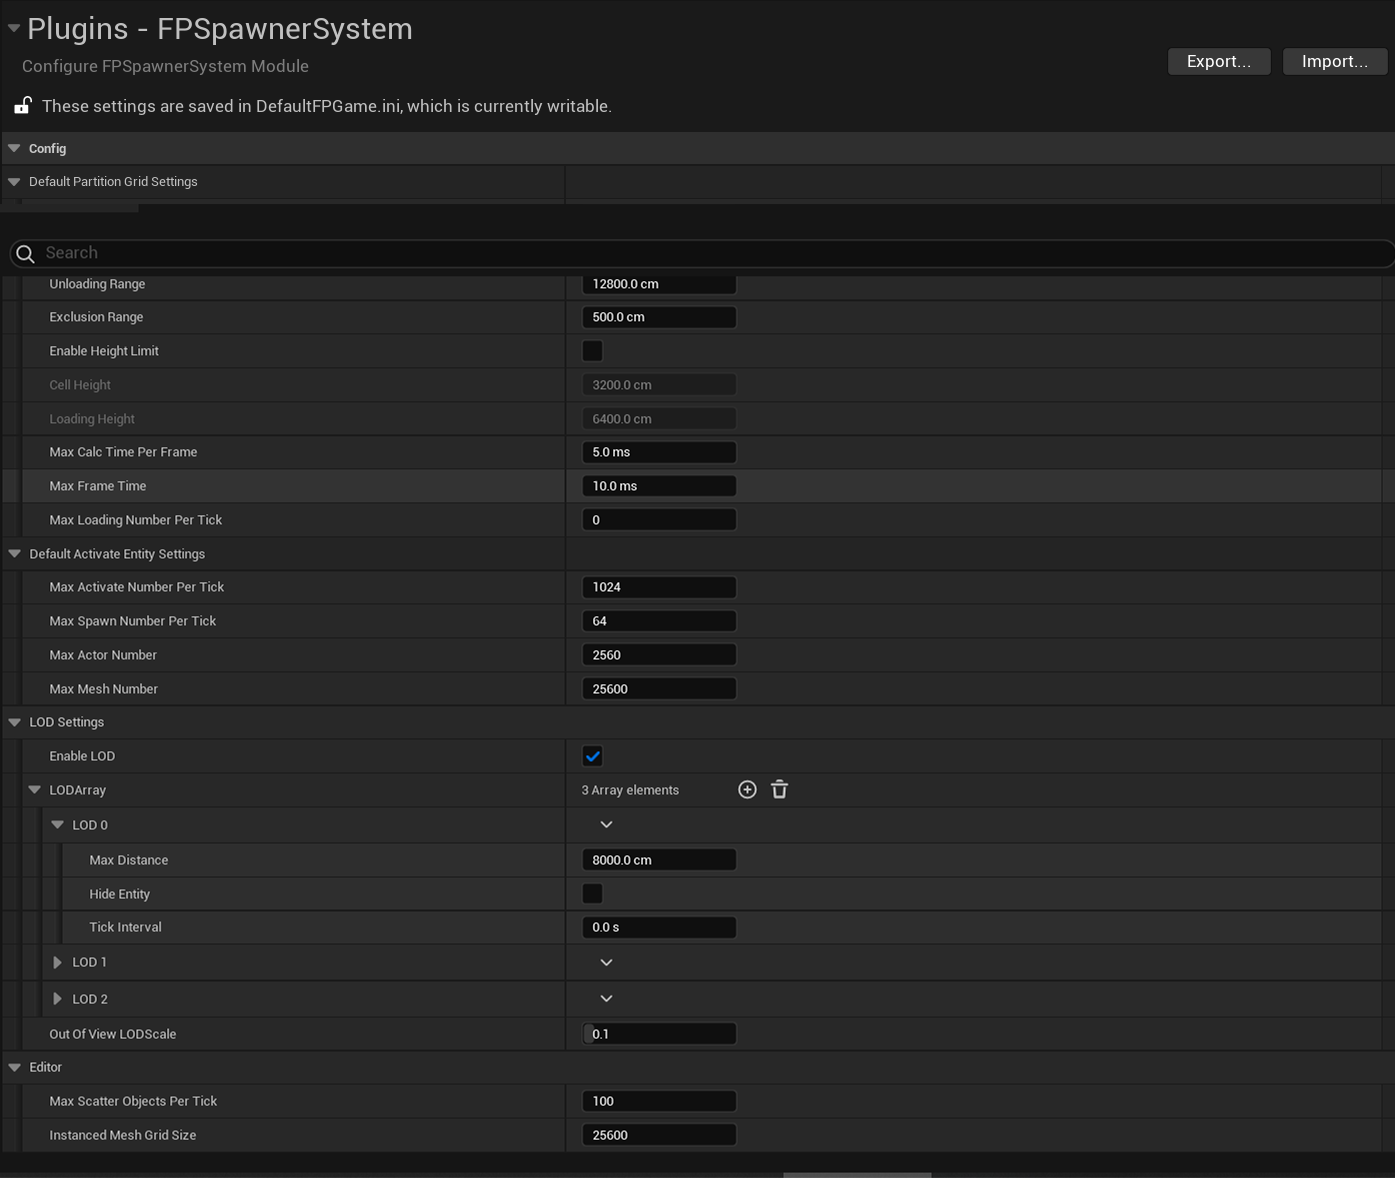 Plugins - FPSpawnerSystem
Configure FPSpawnerSystem Module
Export...
Import...
These settings are saved in DefaultFPGame.ini, which is currently writable.
Config
Default Partition Grid Settings
Search
Unloading Range 12800.0 cm
Exclusion Range 500.0 cm
Enable Height Limit
Cell Height 3200.0 cm
Loading Height 6400.0 cm
Max Calc Time Per Frame 5.0 ms
Max Frame Time 10.0 ms
Max Loading Number Per Tick 0
Default Activate Entity Settings
Max Activate Number Per Tick 1024
Max Spawn Number Per Tick 64
Max Actor Number 2560
Max Mesh Number 25600
LOD Settings
Enable LOD
LODArray 3 Array elements
LOD 0
Max Distance 8000.0 cm
Hide Entity
Tick Interval 0.0 s
LOD 1
LOD 2
Out Of View LODScale 0.1
Editor
Max Scatter Objects Per Tick 100
Instanced Mesh Grid Size 25600